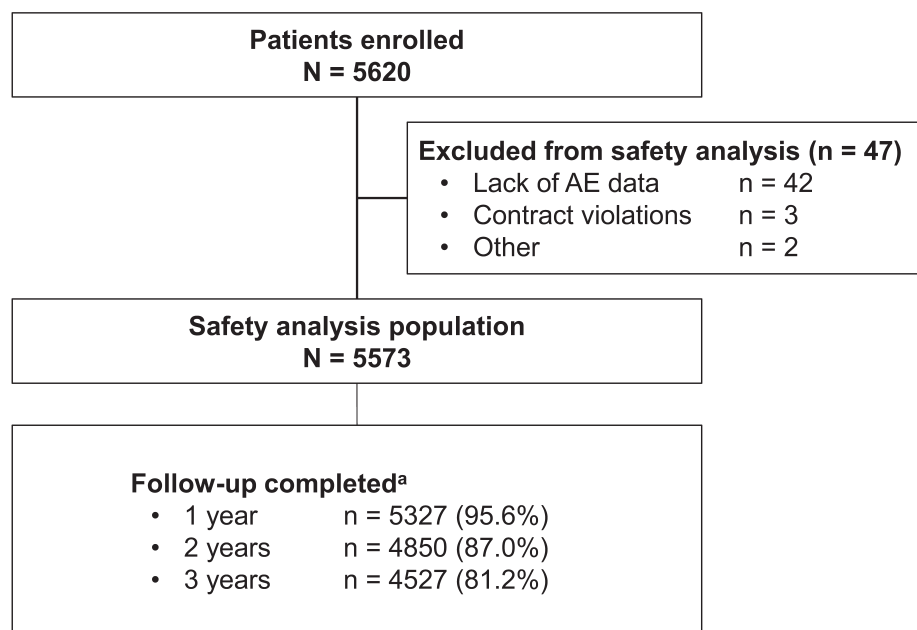 Patients enrolled
N = 5620
Excluded from safety analysis (n = 47)
• Lack of AE data n = 42
• Contract violations n = 3
• Other n = 2
Safety analysis population
N = 5573
Follow-up completedᵃ
• 1 year n = 5327 (95.6%)
• 2 years n = 4850 (87.0%)
• 3 years n = 4527 (81.2%)